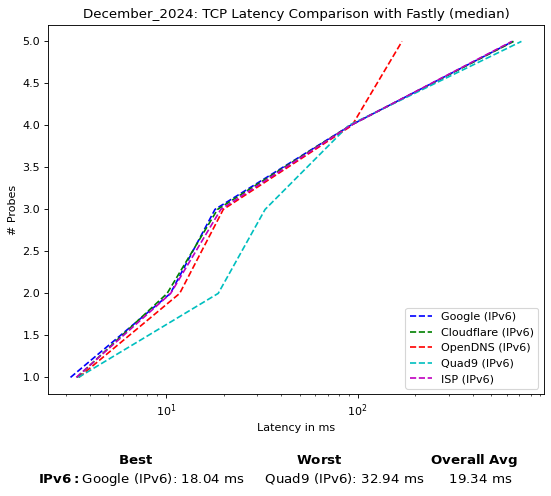 December_2024: TCP Latency Comparison with Fastly (median)
5.0
4.5
4.0
3.5
3.0
2.5
2.0
1.5
1.0
# Probes
10¹
10²
Latency in ms
Google (IPv6)
Cloudflare (IPv6)
OpenDNS (IPv6)
Quad9 (IPv6)
ISP (IPv6)
Best Worst Overall Avg
IPv6: Google (IPv6): 18.04 ms Quad9 (IPv6): 32.94 ms 19.34 ms